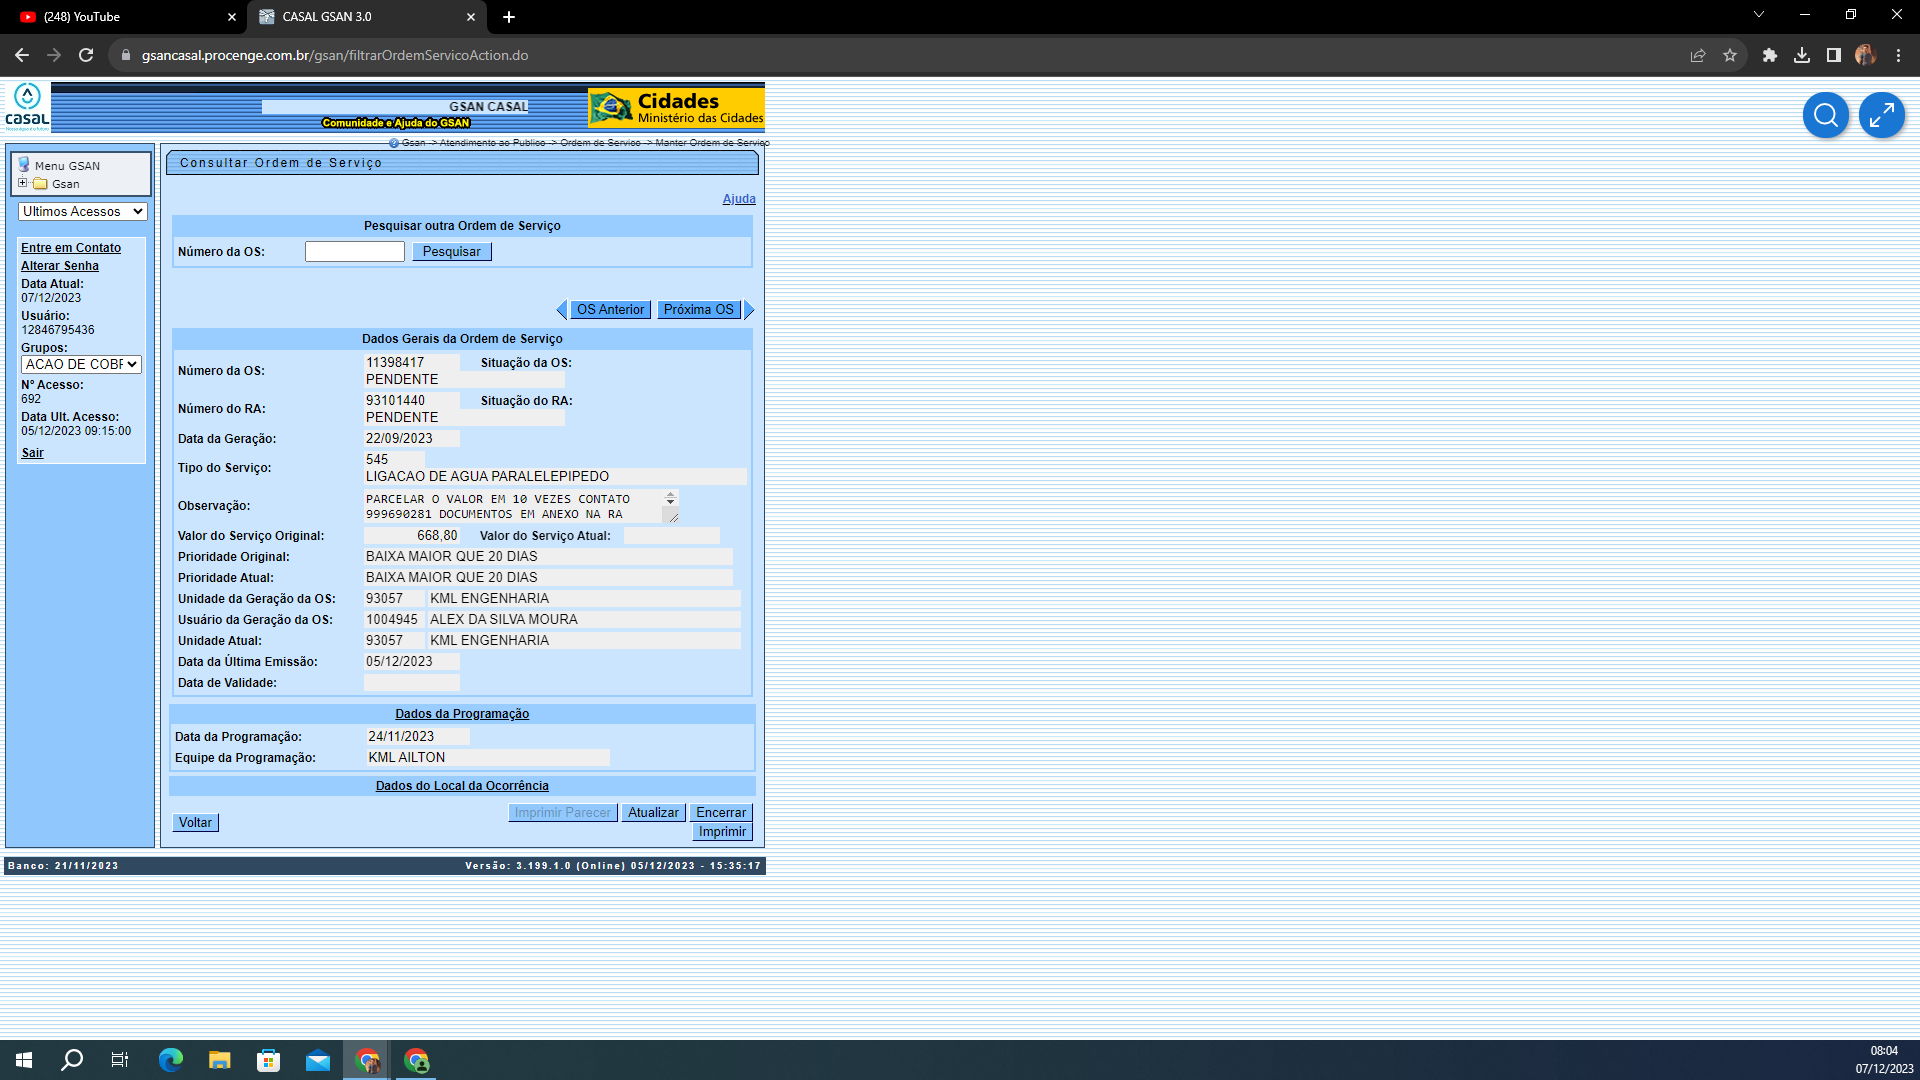 (248) YouTube
CASAL GSAN 3.0
gsancasal.procenge.com.br/gsan/filtrarOrdemServicoAction.do
casal
GSAN CASAL
Comunidade e Ajuda do GSAN
Cidades
Ministério das Cidades
Gsan -> Atendimento ao Publico -> Ordem de Servico -> Manter Ordem de Servico
Menu GSAN
Gsan
Ultimos Acessos
Entre em Contato
Alterar Senha
Data Atual:
07/12/2023
Usuário:
12846795436
Grupos:
ACAO DE COBF
Nº Acesso:
692
Data Ult. Acesso:
05/12/2023 09:15:00
Sair
Consultar Ordem de Serviço
Ajuda
Pesquisar outra Ordem de Serviço
Número da OS:
Pesquisar
OS Anterior
Próxima OS
Dados Gerais da Ordem de Serviço
Número da OS: 11398417 Situação da OS:
PENDENTE
Número do RA: 93101440 Situação do RA:
PENDENTE
Data da Geração: 22/09/2023
Tipo do Serviço: 545
LIGACAO DE AGUA PARALELEPIPEDO
Observação: PARCELAR O VALOR EM 10 VEZES CONTATO
999690281 DOCUMENTOS EM ANEXO NA RA
Valor do Serviço Original: 668,80 Valor do Serviço Atual:
Prioridade Original: BAIXA MAIOR QUE 20 DIAS
Prioridade Atual: BAIXA MAIOR QUE 20 DIAS
Unidade da Geração da OS: 93057 KML ENGENHARIA
Usuário da Geração da OS: 1004945 ALEX DA SILVA MOURA
Unidade Atual: 93057 KML ENGENHARIA
Data da Última Emissão: 05/12/2023
Data de Validade:
Dados da Programação
Data da Programação: 24/11/2023
Equipe da Programação: KML AILTON
Dados do Local da Ocorrência
Voltar
Imprimir Parecer
Atualizar
Encerrar
Imprimir
Banco: 21/11/2023
Versão: 3.199.1.0 (Online) 05/12/2023 - 15:35:17
08:04
07/12/2023